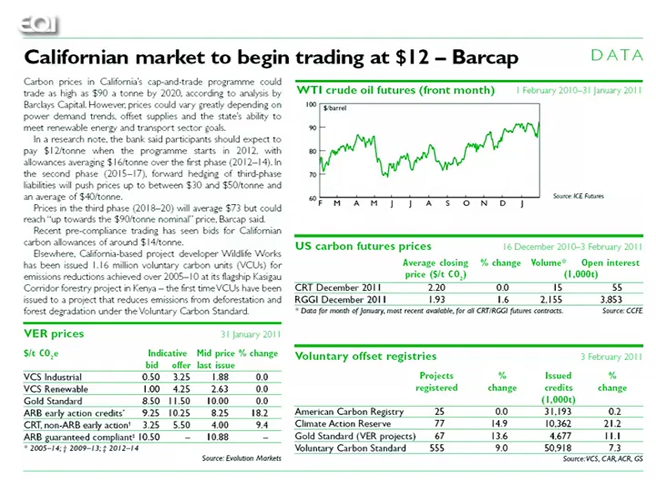 EQI
Californian market to begin trading at $12 – Barcap
DATA
Carbon prices in California's cap-and-trade programme could
trade as high as $90 a tonne by 2020, according to analysis by
Barclays Capital. However, prices could vary greatly depending on
power demand trends, offset supplies and the state's ability to
meet renewable energy and transport sector goals.
In a research note, the bank said participants should expect to
pay $12/tonne when the programme starts in 2012, with
allowances averaging $16/tonne over the first phase (2012–14). In
the second phase (2015–17), forward hedging of third-phase
liabilities will push prices up to between $30 and $50/tonne and
an average of $40/tonne.
Prices in the third phase (2018–20) will average $73 but could
reach "up towards the $90/tonne nominal" price, Barcap said.
Recent pre-compliance trading has seen bids for Californian
carbon allowances of around $14/tonne.
Elsewhere, California-based project developer Wildlife Works
has been issued 1.16 million voluntary carbon units (VCUs) for
emissions reductions achieved over 2005–10 at its flagship Kasigau
Corridor forestry project in Kenya – the first time VCUs have been
issued to a project that reduces emissions from deforestation and
forest degradation under the Voluntary Carbon Standard.
VER prices 31 January 2011
$/t CO2e Indicative Mid price % change
bid offer last issue
VCS Industrial 0.50 3.25 1.88 0.0
VCS Renewable 1.00 4.25 2.63 0.0
Gold Standard 8.50 11.50 10.00 0.0
ARB early action credits* 9.25 10.25 8.25 18.2
CRT, non-ARB early action† 3.25 5.50 4.00 9.4
ARB guaranteed compliant‡ 10.50 – 10.88 –
* 2005–14; † 2009–13; ‡ 2012–14
Source: Evolution Markets
WTI crude oil futures (front month) 1 February 2010–31 January 2011
$/barrel
100
90
80
70
60
F M A M J J A S O N D J
Source: ICE Futures
US carbon futures prices 16 December 2010–3 February 2011
Average closing % change Volume* Open interest
price ($/t CO2) (1,000t)
CRT December 2011 2.20 0.0 15 55
RGGI December 2011 1.93 1.6 2,155 3,853
* Data for month of January, most recent available, for all CRT/RGGI futures contracts. Source: CCFE
Voluntary offset registries 3 February 2011
Projects % Issued %
registered change credits change
(1,000t)
American Carbon Registry 25 0.0 31,193 0.2
Climate Action Reserve 77 14.9 10,362 21.2
Gold Standard (VER projects) 67 13.6 4,677 11.1
Voluntary Carbon Standard 555 9.0 50,918 7.3
Source: VCS, CAR, ACR, GS